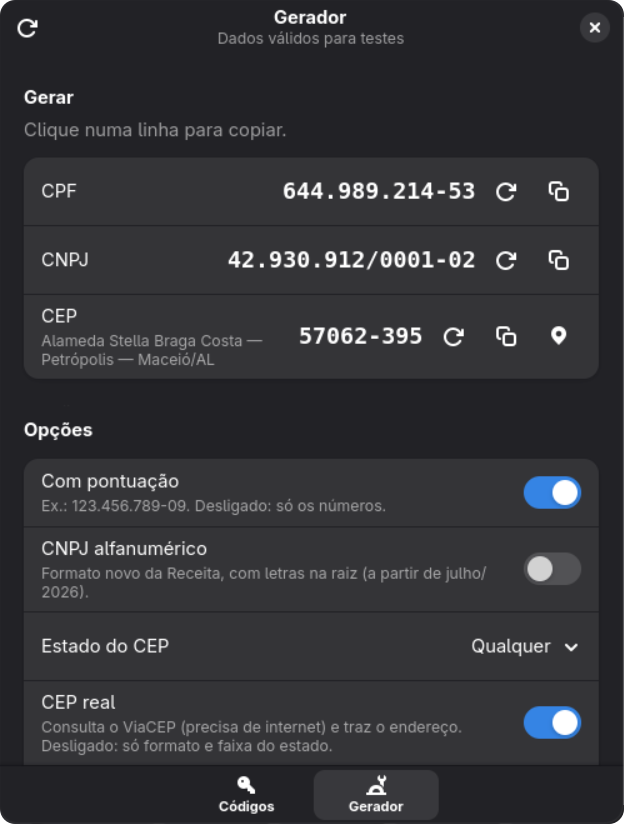 Gerador
Dados válidos para testes
Gerar
Clique numa linha para copiar.
CPF
644.989.214-53
CNPJ
42.930.912/0001-02
CEP
Alameda Stella Braga Costa —
Petrópolis — Maceió/AL
57062-395
Opções
Com pontuação
Ex.: 123.456.789-09. Desligado: só os números.
CNPJ alfanumérico
Formato novo da Receita, com letras na raiz (a partir de julho/
2026).
Estado do CEP
Qualquer
CEP real
Consulta o ViaCEP (precisa de internet) e traz o endereço.
Desligado: só formato e faixa do estado.
Códigos
Gerador